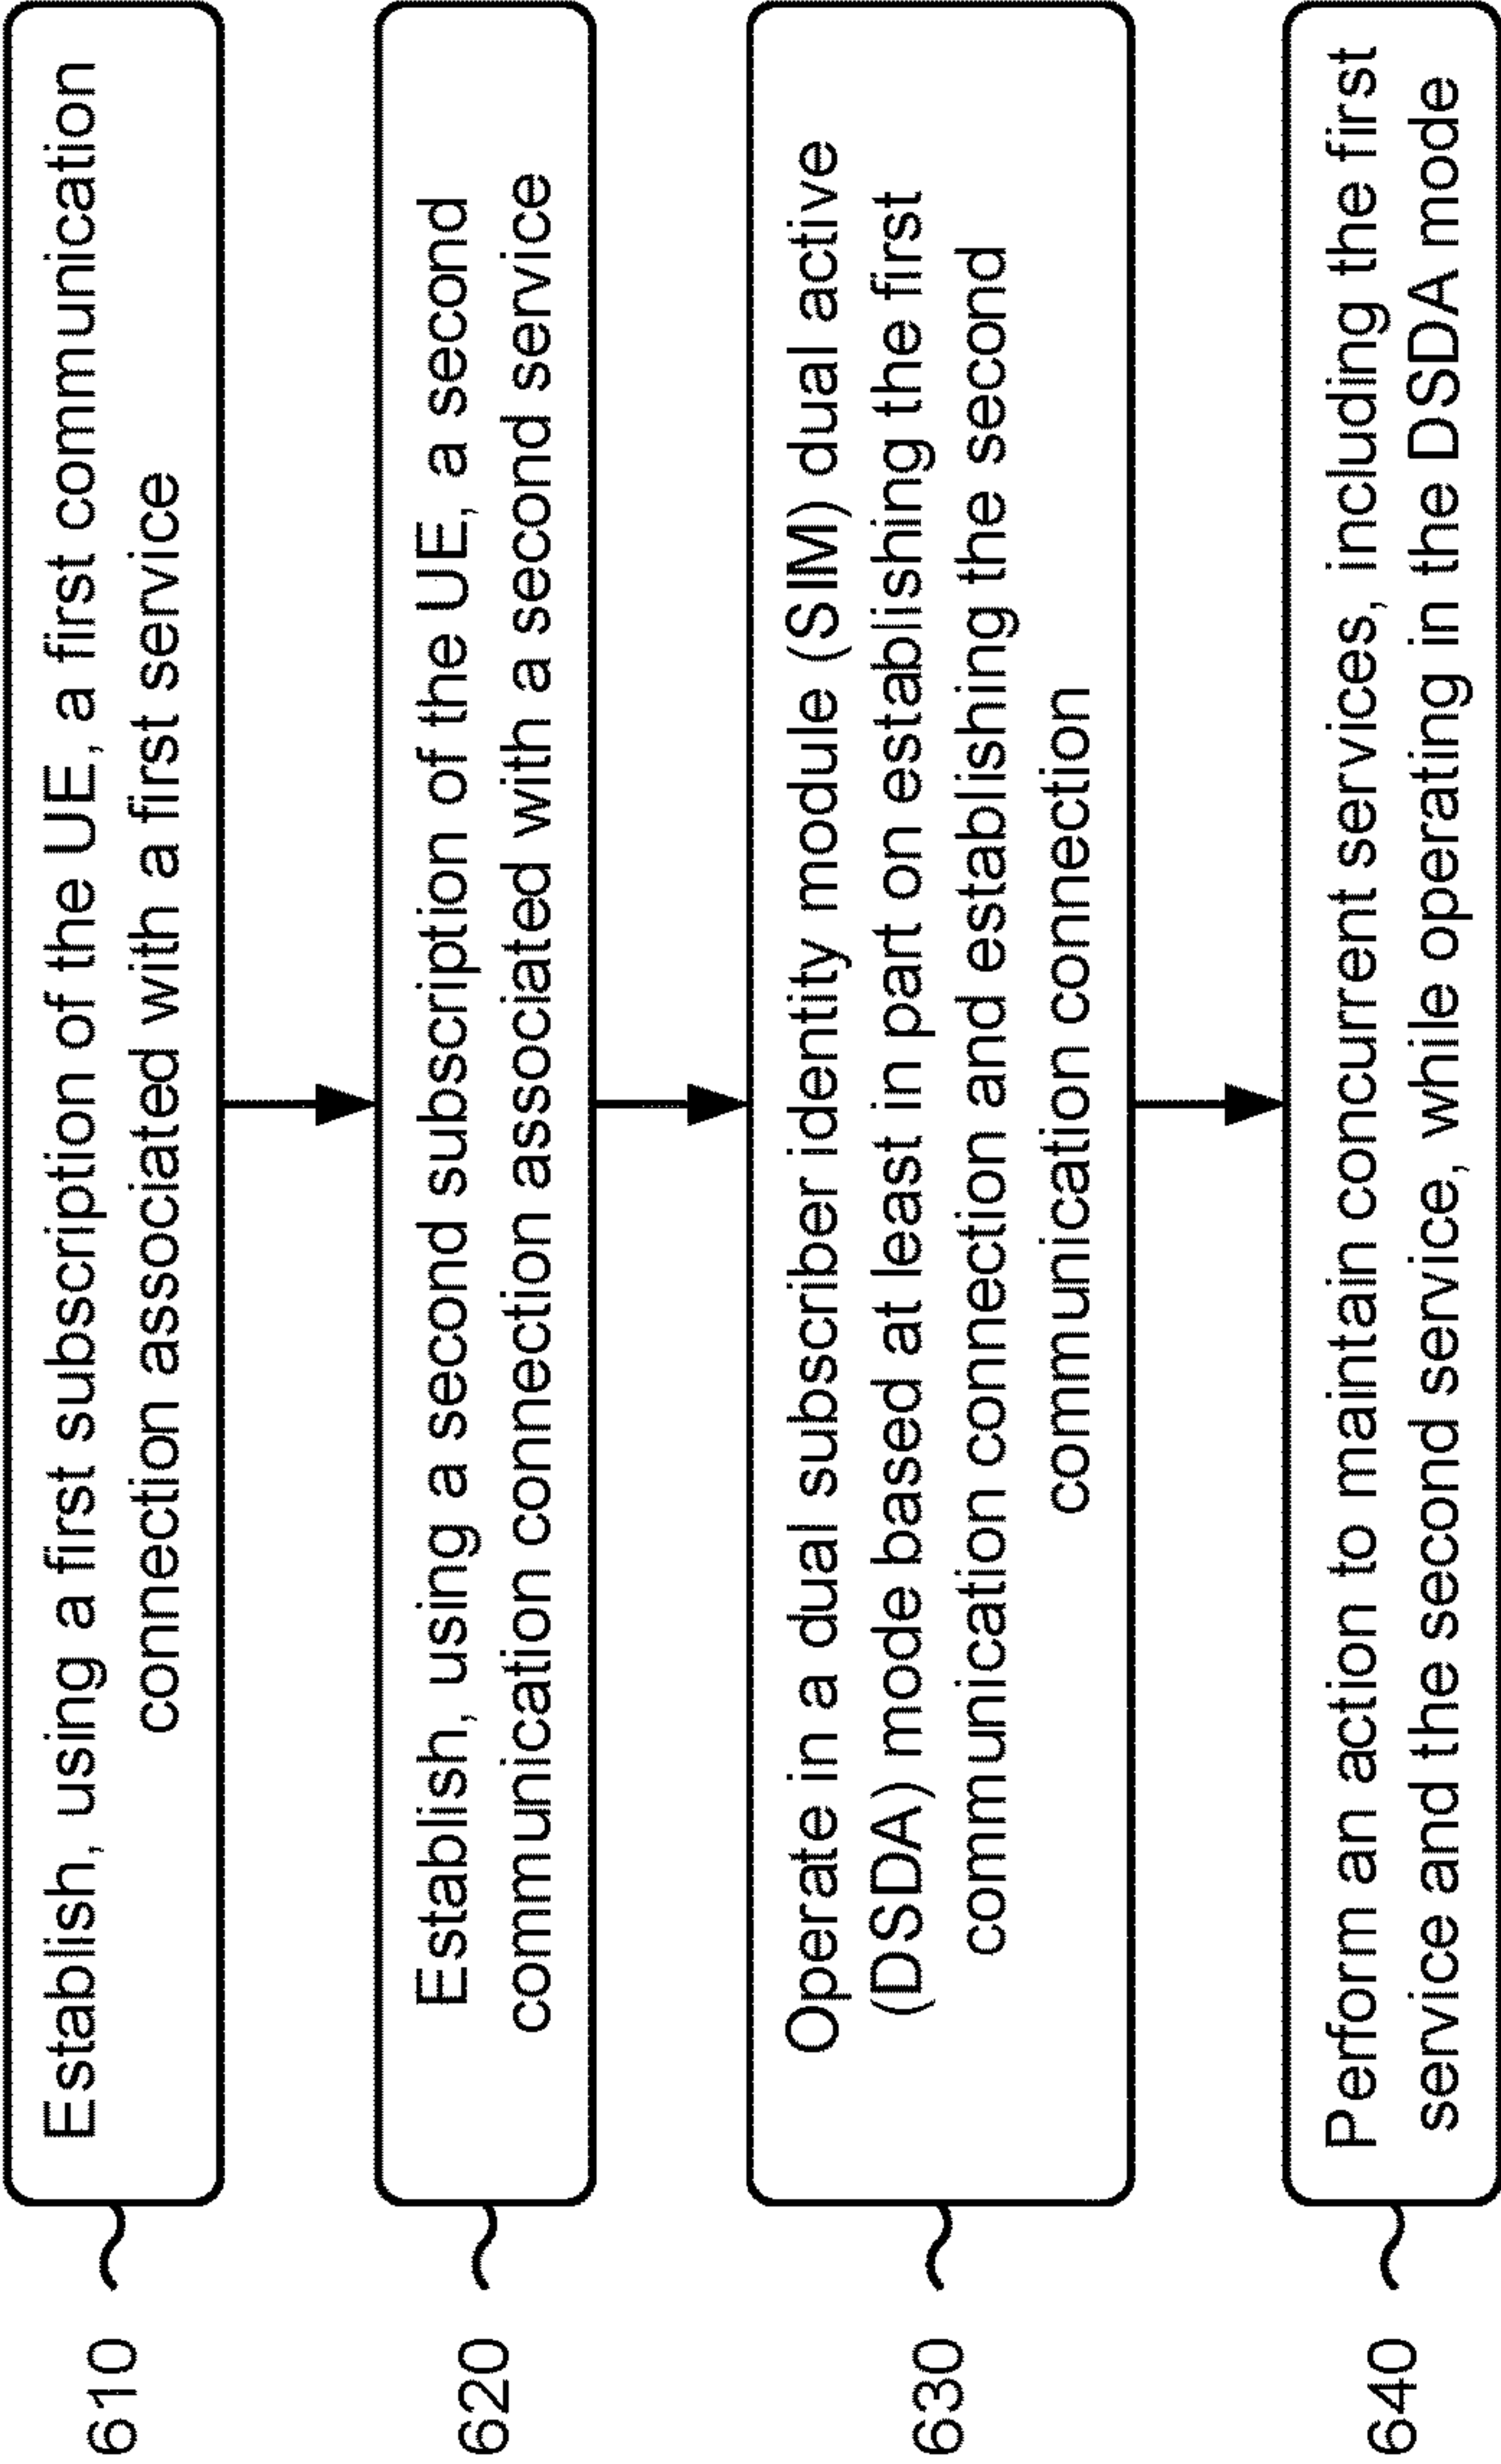 610
Establish, using a first subscription of the UE, a first communication
connection associated with a first service
620
Establish, using a second subscription of the UE, a second
communication connection associated with a second service
630
Operate in a dual subscriber identity module (SIM) dual active
(DSDA) mode based at least in part on establishing the first
communication connection and establishing the second
communication connection
640
Perform an action to maintain concurrent services, including the first
service and the second service, while operating in the DSDA mode